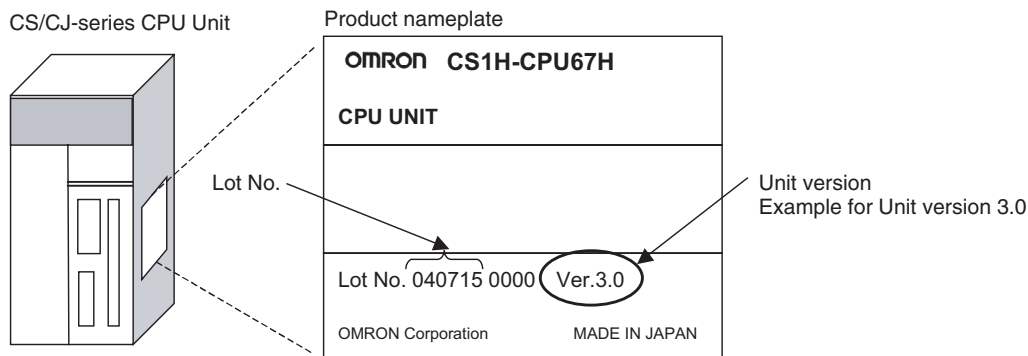 CS/CJ-series CPU Unit
Product nameplate
OMRON CS1H-CPU67H
CPU UNIT
Lot No.
Unit version
Example for Unit version 3.0
Lot No. 040715 0000 Ver.3.0
OMRON Corporation MADE IN JAPAN